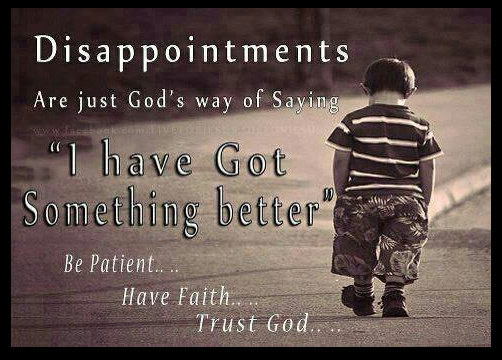 Disappointments
Are just God's way of Saying
"I have Got
Something better"
Be Patient.. ..
Have Faith.. ..
Trust God.. ..